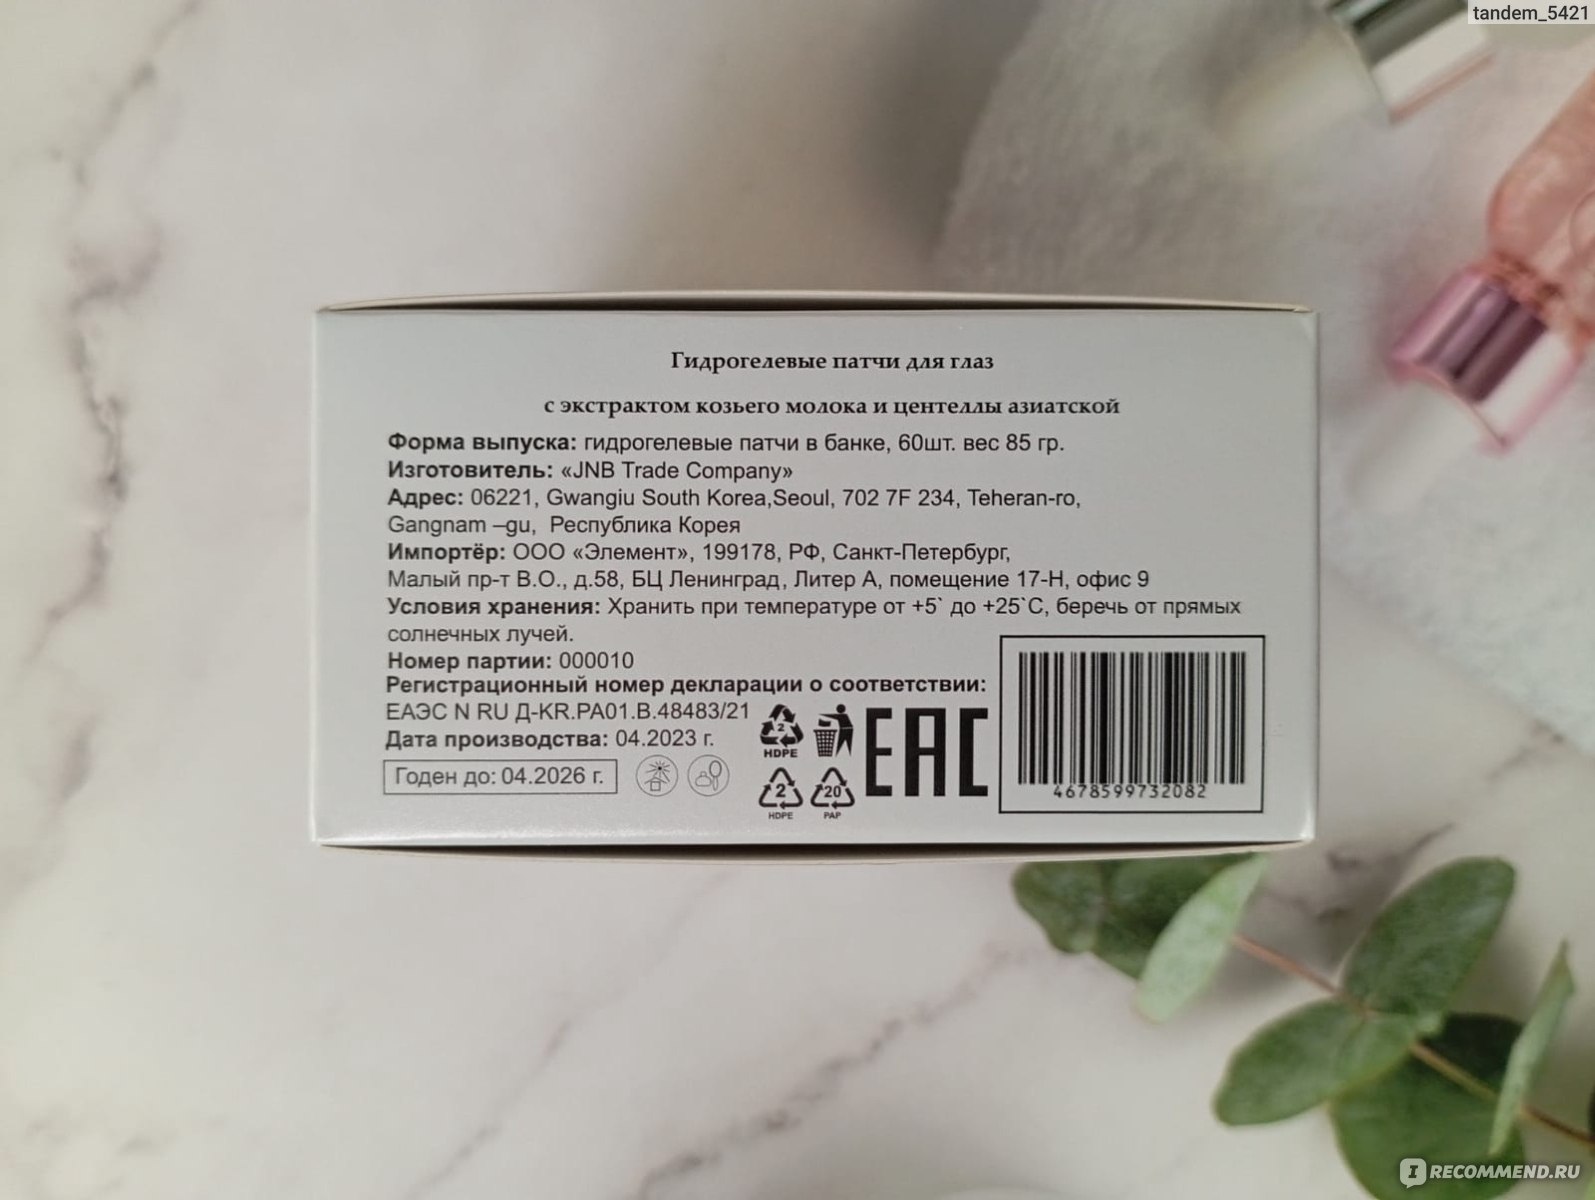 tandem_5421
Гидрогелевые патчи для глаз
с экстрактом козьего молока и центеллы азиатской
Форма выпуска: гидрогелевые патчи в банке, 60шт. вес 85 гр.
Изготовитель: «JNB Trade Company»
Адрес: 06221, Gwangiu South Korea,Seoul, 702 7F 234, Teheran-ro,
Gangnam –gu, Республика Корея
Импортёр: ООО «Элемент», 199178, РФ, Санкт-Петербург,
Малый пр-т В.О., д.58, БЦ Ленинград, Литер А, помещение 17-Н, офис 9
Условия хранения: Хранить при температуре от +5` до +25`С, беречь от прямых
солнечных лучей.
Номер партии: 000010
Регистрационный номер декларации о соответствии:
ЕАЭС N RU Д-KR.РА01.В.48483/21
Дата производства: 04.2023 г.
Годен до: 04.2026 г.
2
HDPE
2
HDPE
20
PAP
ЕАС
4678599732082
IRECOMMEND.RU